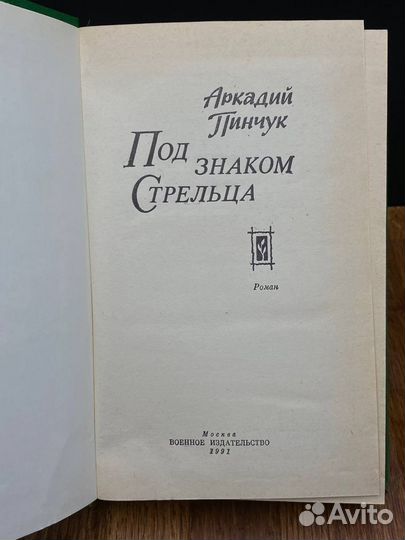 Аркадий
Пинчук
Под знаком
Стрельца
Роман
Москва
ВОЕННОЕ ИЗДАТЕЛЬСТВО
1991
Avito